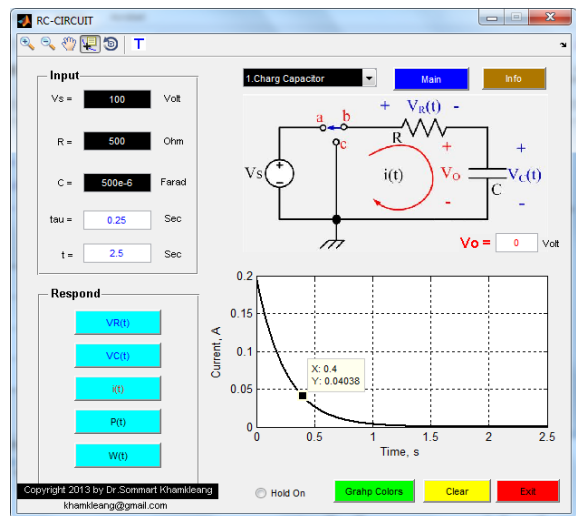 RC-CIRCUIT
T
Input
Vs = 100 Volt
R = 500 Ohm
C = 500e-6 Farad
tau = 0.25 Sec
t = 2.5 Sec
1.Charg Capacitor
Main
Info
+ VR(t) -
a b
R
c
Vs
+
-
i(t)
+
Vo
-
C
+
Vc(t)
-
Vo = 0 Volt
Respond
VR(t)
VC(t)
i(t)
P(t)
W(t)
Current, A
0.2
0.15
0.1
0.05
0
X: 0.4
Y: 0.04038
0 0.5 1 1.5 2 2.5
Time, s
Copyright 2013 by Dr.Sommart Khamkleang
khamkleang@gmail.com
Hold On
Grahp Colors
Clear
Exit